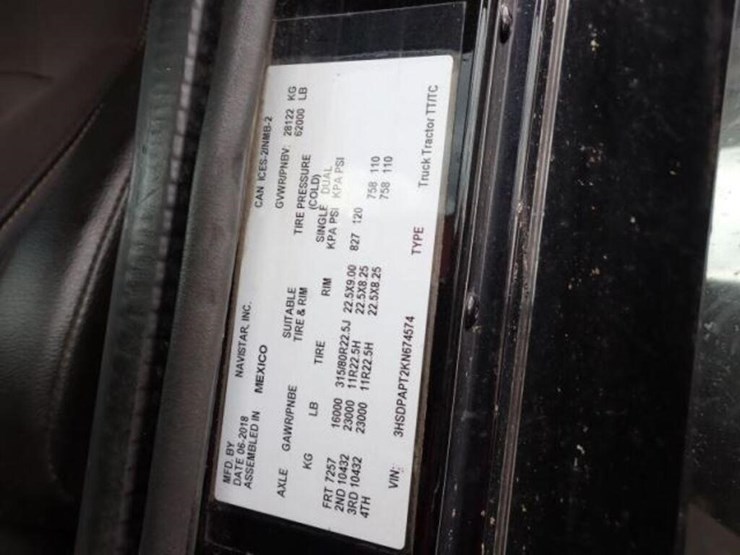 MFD. BY NAVISTAR, INC.
DATE 06-2018 CAN ICES-2/NMB-2
ASSEMBLED IN MEXICO
GVWR/PNBV: 28122 KG
62000 LB
AXLE GAWR/PNBE SUITABLE TIRE PRESSURE
TIRE & RIM (COLD)
SINGLE DUAL
KG LB TIRE RIM KPA PSI KPA PSI
FRT 7257 16000 315/80R22.5J 22.5X9.00 827 120
2ND 10432 23000 11R22.5H 22.5X8.25 758 110
3RD 10432 23000 11R22.5H 22.5X8.25 758 110
4TH
VIN: 3HSDPAPT2KN674574 TYPE Truck Tractor TT/TC